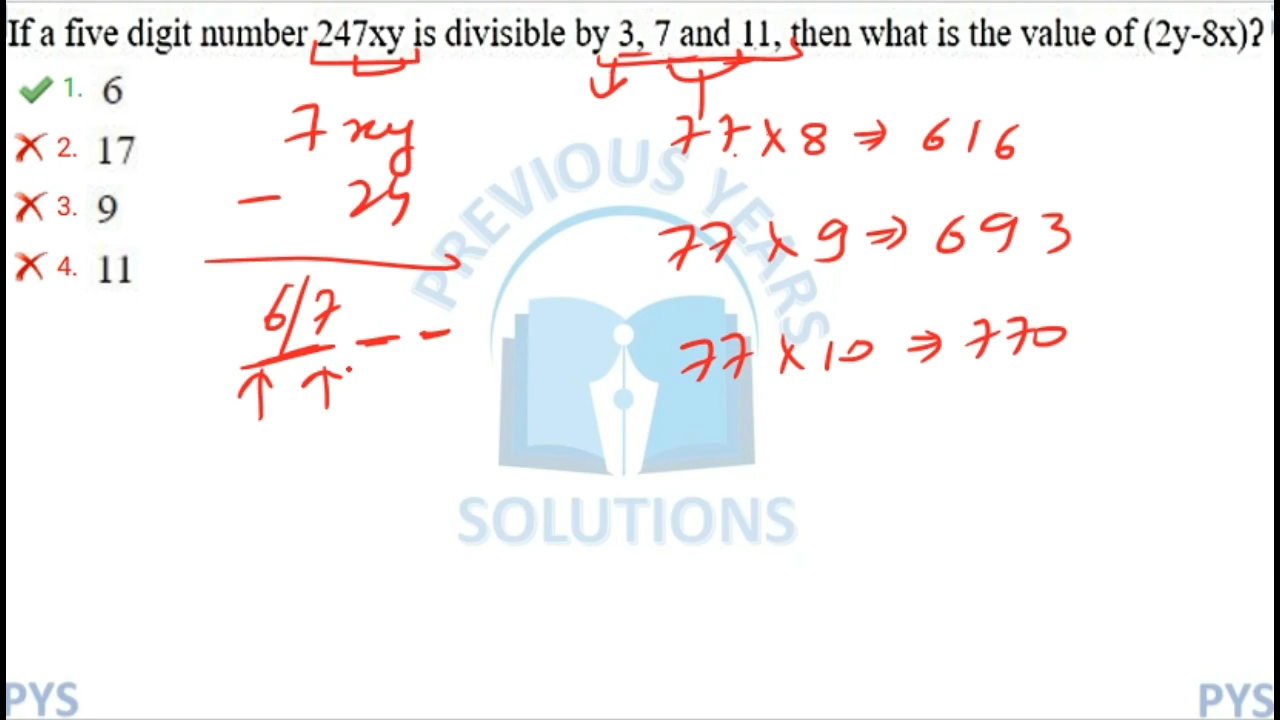 If a five digit number 247xy is divisible by 3, 7 and 11, then what is the value of (2y-8x)?
1. 6
2. 17
3. 9
4. 11
7xy
- 24
6/7 - -
77 x 8 ⇒ 616
77 x 9 ⇒ 693
77 x 10 ⇒ 770
PREVIOUS YEARS
SOLUTIONS
PYS
PYS